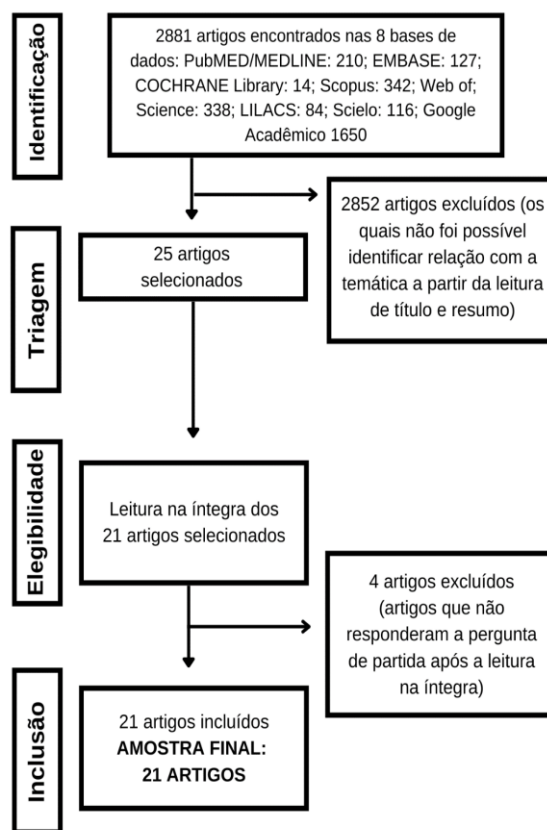 Identificação
2881 artigos encontrados nas 8 bases de
dados: PubMED/MEDLINE: 210; EMBASE: 127;
COCHRANE Library: 14; Scopus: 342; Web of;
Science: 338; LILACS: 84; Scielo: 116; Google
Acadêmico 1650
2852 artigos excluídos (os
quais não foi possível
identificar relação com a
temática a partir da leitura
de título e resumo)
Triagem
25 artigos
selecionados
Elegibilidade
Leitura na íntegra dos
21 artigos selecionados
4 artigos excluídos
(artigos que não
responderam a pergunta
de partida após a leitura
na íntegra)
Inclusão
21 artigos incluídos
AMOSTRA FINAL:
21 ARTIGOS